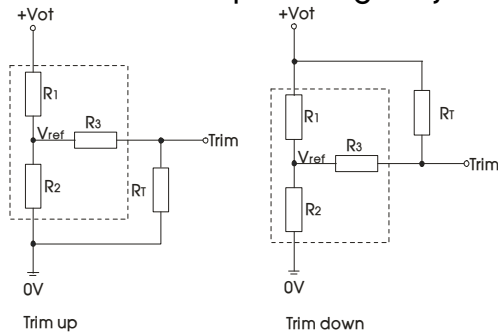 +Vot
R1
Vref
R3
Trim
R2
RT
0V
Trim up
+Vot
R1
RT
Vref
R3
Trim
R2
0V
Trim down